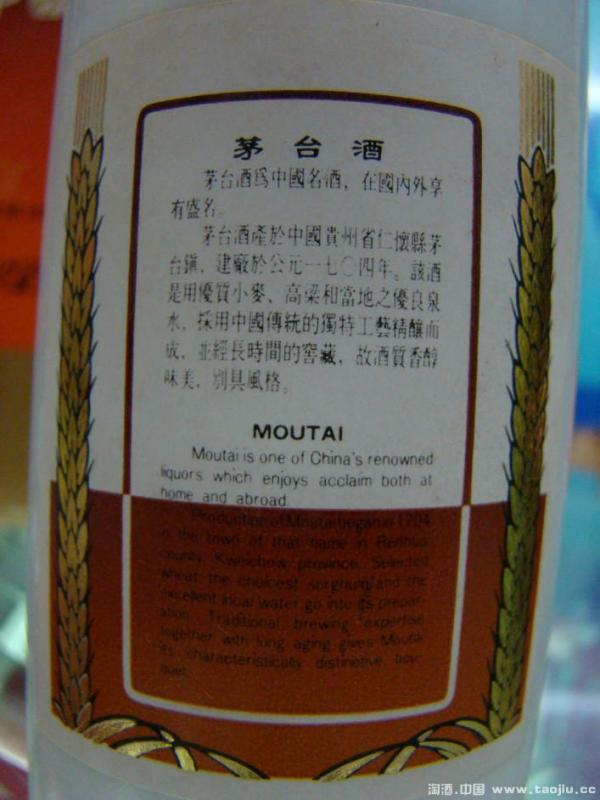 茅台酒
茅台酒爲中國名酒，在國內外享
有盛名。
茅台酒產於中國貴州省仁懷縣茅
台鎮，建廠於公元一七〇四年。該酒
是用優質小麥、高粱和當地之優良泉
水，採用中國傳統的獨特工藝精釀而
成，並經長時間的窖藏，故酒質香醇
味美，別具風格。
MOUTAI
Moutai is one of China's renowned
liquors which enjoys acclaim both at
home and abroad.
Production of Moutai began in 1704
in the town of that name in Renhuai
county, Kweichow province. Selected
wheat, the choicest sorghum and the
excellent local water go into its prepar-
ation. Traditional brewing expertise
together with long aging gives Moutai
its characteristically distinctive bou-
quet.
淘酒.中国 www.taojiu.cc